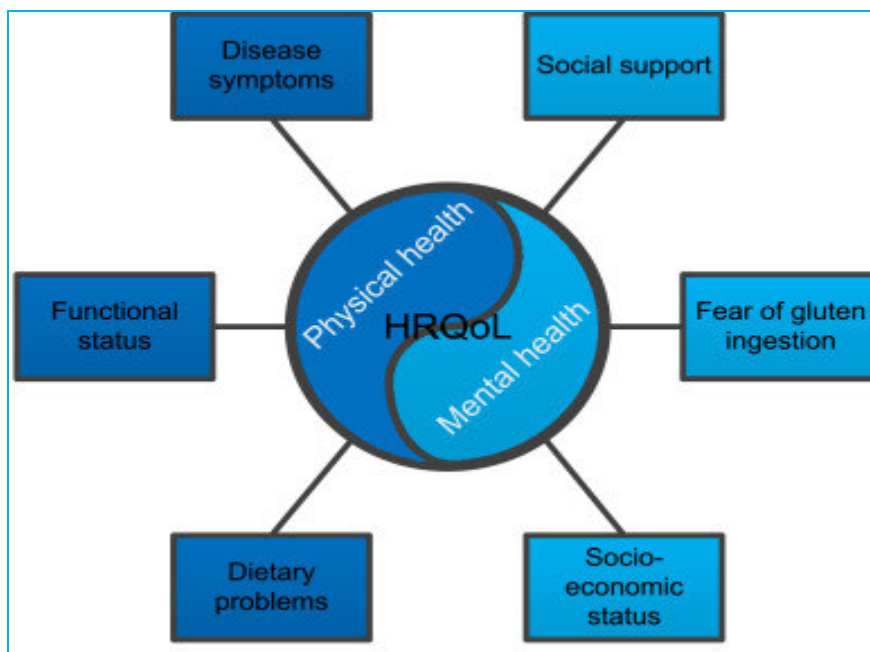 Disease
symptoms
Social support
Physical health
Functional
status
HRQoL
Fear of gluten
ingestion
Mental health
Dietary
problems
Socio-
economic
status